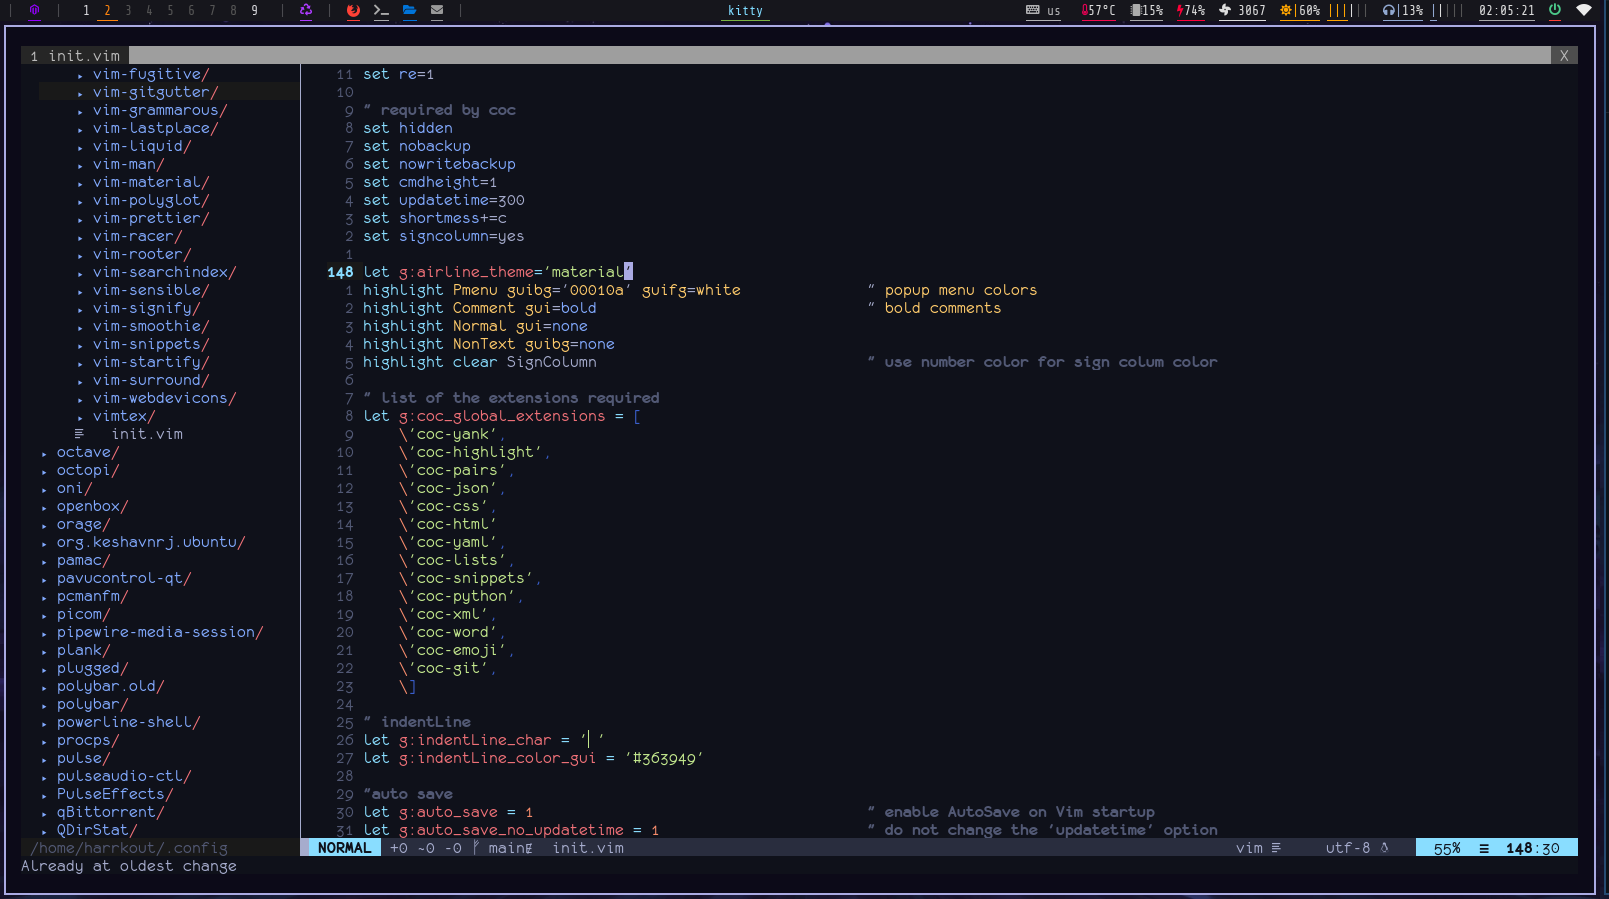 1 2 3 4 5 6 7 8 9 kitty us 57°C 15% 74% 3067 60% 13% 02:05:21
1 init.vim X
vim-fugitive/
vim-gitgutter/
vim-grammarous/
vim-lastplace/
vim-liquid/
vim-man/
vim-material/
vim-polyglot/
vim-prettier/
vim-racer/
vim-rooter/
vim-searchindex/
vim-sensible/
vim-signify/
vim-smoothie/
vim-snippets/
vim-startify/
vim-surround/
vim-webdevicons/
vimtex/
init.vim
octave/
octopi/
oni/
openbox/
orage/
org.keshavnrj.ubuntu/
pamac/
pavucontrol-qt/
pcmanfm/
picom/
pipewire-media-session/
plank/
plugged/
polybar.old/
polybar/
powerline-shell/
procps/
pulse/
pulseaudio-ctl/
PulseEffects/
qBittorrent/
QDirStat/
/home/harrkout/.config
11 set re=1
10
9 " required by coc
8 set hidden
7 set nobackup
6 set nowritebackup
5 set cmdheight=1
4 set updatetime=300
3 set shortmess+=c
2 set signcolumn=yes
1
148 let g:airline_theme='material'
1 highlight Pmenu guibg='00010a' guifg=white " popup menu colors
2 highlight Comment gui=bold " bold comments
3 highlight Normal gui=none
4 highlight NonText guibg=none
5 highlight clear SignColumn " use number color for sign colum color
6
7 " list of the extensions required
8 let g:coc_global_extensions = [
9 \'coc-yank',
10 \'coc-highlight',
11 \'coc-pairs',
12 \'coc-json',
13 \'coc-css',
14 \'coc-html'
15 \'coc-yaml',
16 \'coc-lists',
17 \'coc-snippets',
18 \'coc-python',
19 \'coc-xml',
20 \'coc-word',
21 \'coc-emoji',
22 \'coc-git',
23 \]
24
25 " indentLine
26 let g:indentLine_char = '▏'
27 let g:indentLine_color_gui = '#363949'
28
29 "auto save
30 let g:auto_save = 1 " enable AutoSave on Vim startup
31 let g:auto_save_no_updatetime = 1 " do not change the 'updatetime' option
NORMAL +0 ~0 -0 main init.vim vim utf-8 55% 148:30
Already at oldest change